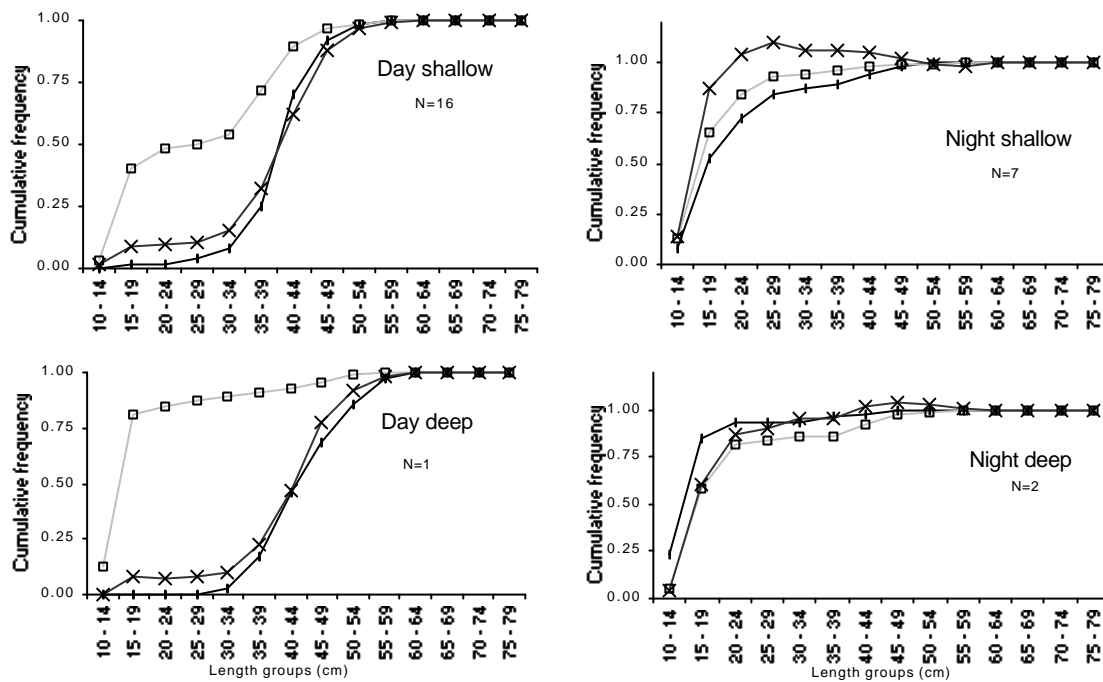 Cumulative frequency
1.00
0.75
0.50
0.25
0.00
Day shallow
N=16
10 - 14
15 - 19
20 - 24
25 - 29
30 - 34
35 - 39
40 - 44
45 - 49
50 - 54
55 - 59
60 - 64
65 - 69
70 - 74
75 - 79
Cumulative frequency
1.00
0.75
0.50
0.25
0.00
Night shallow
N=7
10 - 14
15 - 19
20 - 24
25 - 29
30 - 34
35 - 39
40 - 44
45 - 49
50 - 54
55 - 59
60 - 64
65 - 69
70 - 74
75 - 79
Cumulative frequency
1.00
0.75
0.50
0.25
0.00
Day deep
N=1
10 - 14
15 - 19
20 - 24
25 - 29
30 - 34
35 - 39
40 - 44
45 - 49
50 - 54
55 - 59
60 - 64
65 - 69
70 - 74
75 - 79
Length groups (cm)
Cumulative frequency
1.00
0.75
0.50
0.25
0.00
Night deep
N=2
10 - 14
15 - 19
20 - 24
25 - 29
30 - 34
35 - 39
40 - 44
45 - 49
50 - 54
55 - 59
60 - 64
65 - 69
70 - 74
75 - 79
Length groups (cm)